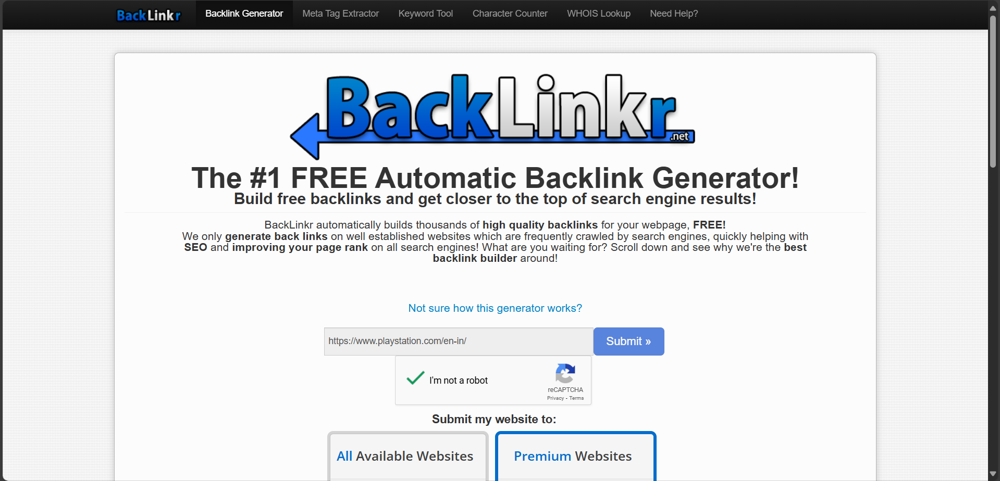 BackLinkr
Backlink Generator
Meta Tag Extractor
Keyword Tool
Character Counter
WHOIS Lookup
Need Help?
BackLinkr
.net
The #1 FREE Automatic Backlink Generator!
Build free backlinks and get closer to the top of search engine results!
BackLinkr automatically builds thousands of high quality backlinks for your webpage, FREE!
We only generate back links on well established websites which are frequently crawled by search engines, quickly helping with
SEO and improving your page rank on all search engines! What are you waiting for? Scroll down and see why we're the best
backlink builder around!
Not sure how this generator works?
https://www.playstation.com/en-in/
Submit »
I'm not a robot
reCAPTCHA
Privacy - Terms
Submit my website to:
All Available Websites
Premium Websites